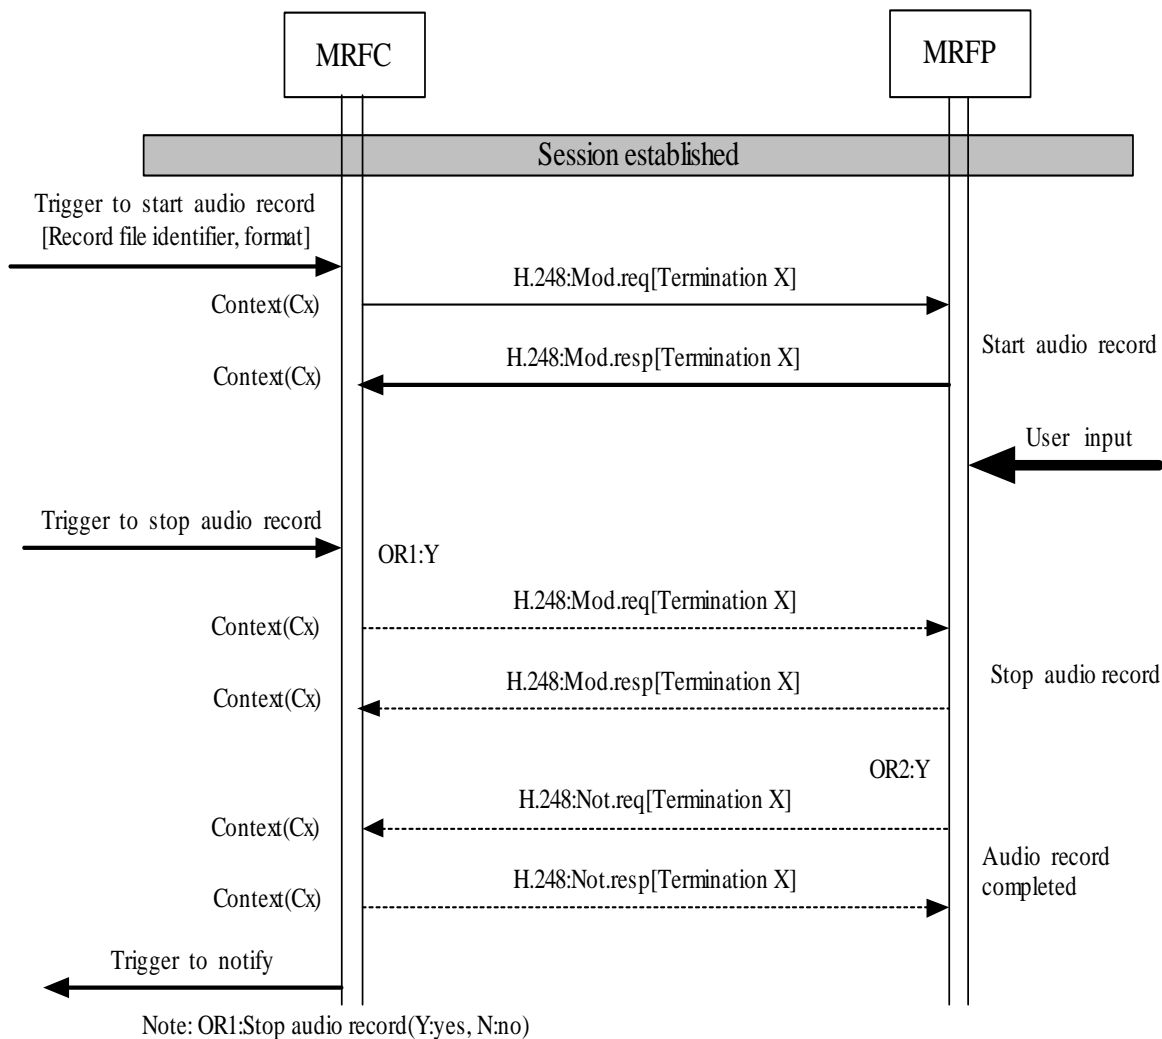 MRFC
MRFP
Session established
Trigger to start audio record
[Record file identifier, format]
H.248:Mod.req[Termination X]
Context(Cx)
Start audio record
H.248:Mod.resp[Termination X]
Context(Cx)
User input
Trigger to stop audio record
OR1:Y
H.248:Mod.req[Termination X]
Context(Cx)
Stop audio record
H.248:Mod.resp[Termination X]
Context(Cx)
OR2:Y
H.248:Not.req[Termination X]
Context(Cx)
Audio record
completed
H.248:Not.resp[Termination X]
Context(Cx)
Trigger to notify
Note: OR1:Stop audio record(Y:yes, N:no)